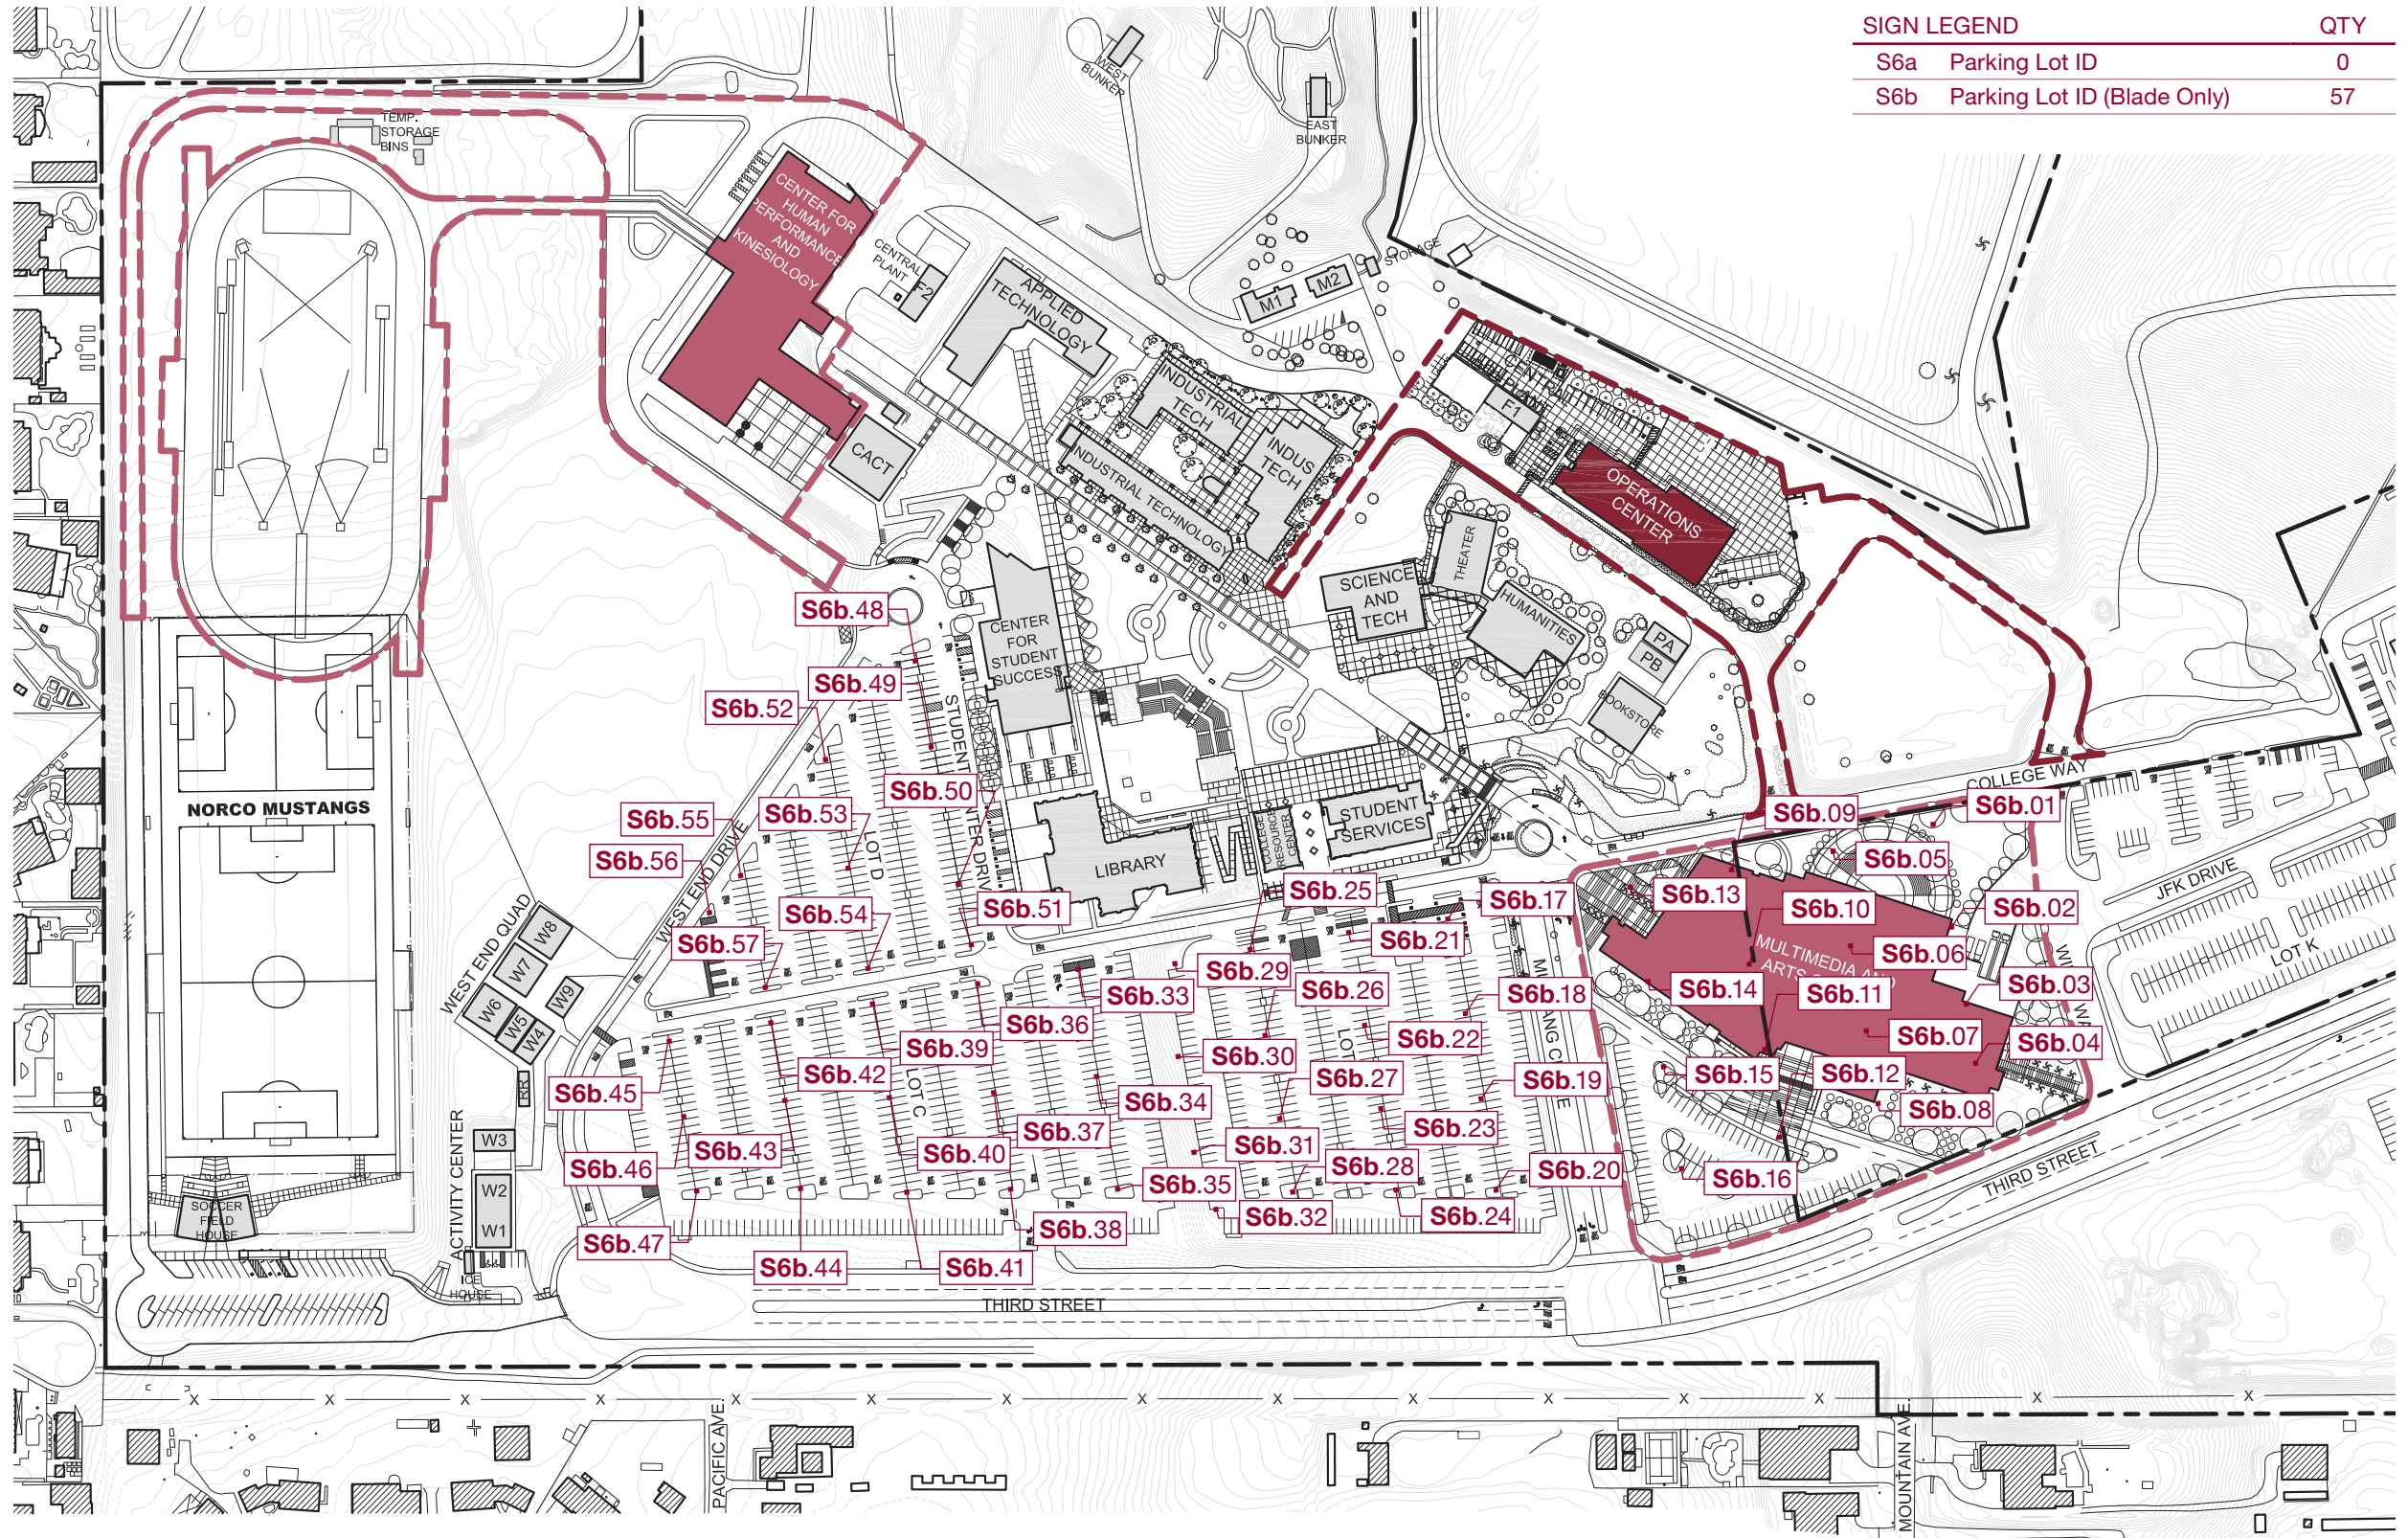 SIGN LEGEND QTY
S6a Parking Lot ID 0
S6b Parking Lot ID (Blade Only) 57
WEST
BUNKER
EAST
BUNKER
TEMP.
STORAGE
BINS
CENTER FOR
HUMAN
PERFORMANCE
AND
KINESIOLOGY
CENTRAL
PLANT
F2
APPLIED
TECHNOLOGY
M1
M2
STORAGE
INDUSTRIAL
TECH
INDUS
TECH
INDUSTRIAL TECHNOLOGY
CACT
CENTRAL
PLANT
F1
OPERATIONS
CENTER
RODEO ROAD
THEATER
SCIENCE
AND
TECH
HUMANITIES
PA
PB
BOOKSTORE
CENTER
FOR
STUDENT
SUCCESS
S6b.48
S6b.49
S6b.52
S6b.50
S6b.53
S6b.55
S6b.56
S6b.54
S6b.51
S6b.57
LOT D
WEST END DRIVE
NORCO MUSTANGS
WEST END QUAD
W8
W7
W9
W6
W5
W4
RR
W3
W2
W1
ACTIVITY CENTER
ICE
HOUSE
SOCCER
FIELD
HOUSE
LIBRARY
COLLEGE
RESOURCE
CENTER
STUDENT
SERVICES
COLLEGE WAY
JFK DRIVE
LOT K
S6b.09
S6b.01
S6b.05
S6b.13
S6b.10
S6b.02
S6b.06
MULTIMEDIA AND
S6b.03
S6b.14
S6b.11
S6b.07
S6b.04
S6b.15
S6b.12
S6b.08
S6b.16
S6b.25
S6b.17
S6b.21
S6b.29
S6b.33
S6b.26
S6b.18
S6b.36
S6b.22
S6b.39
S6b.30
S6b.42
S6b.27
S6b.19
S6b.45
S6b.34
S6b.37
S6b.23
S6b.43
S6b.40
S6b.31
S6b.46
S6b.28
S6b.20
S6b.35
S6b.32
S6b.24
S6b.38
S6b.47
S6b.44
S6b.41
LOT C
THIRD STREET
THIRD STREET
X X X X X X X X X X X X X X X
PACIFIC AVE.
MOUNTAIN AVE.